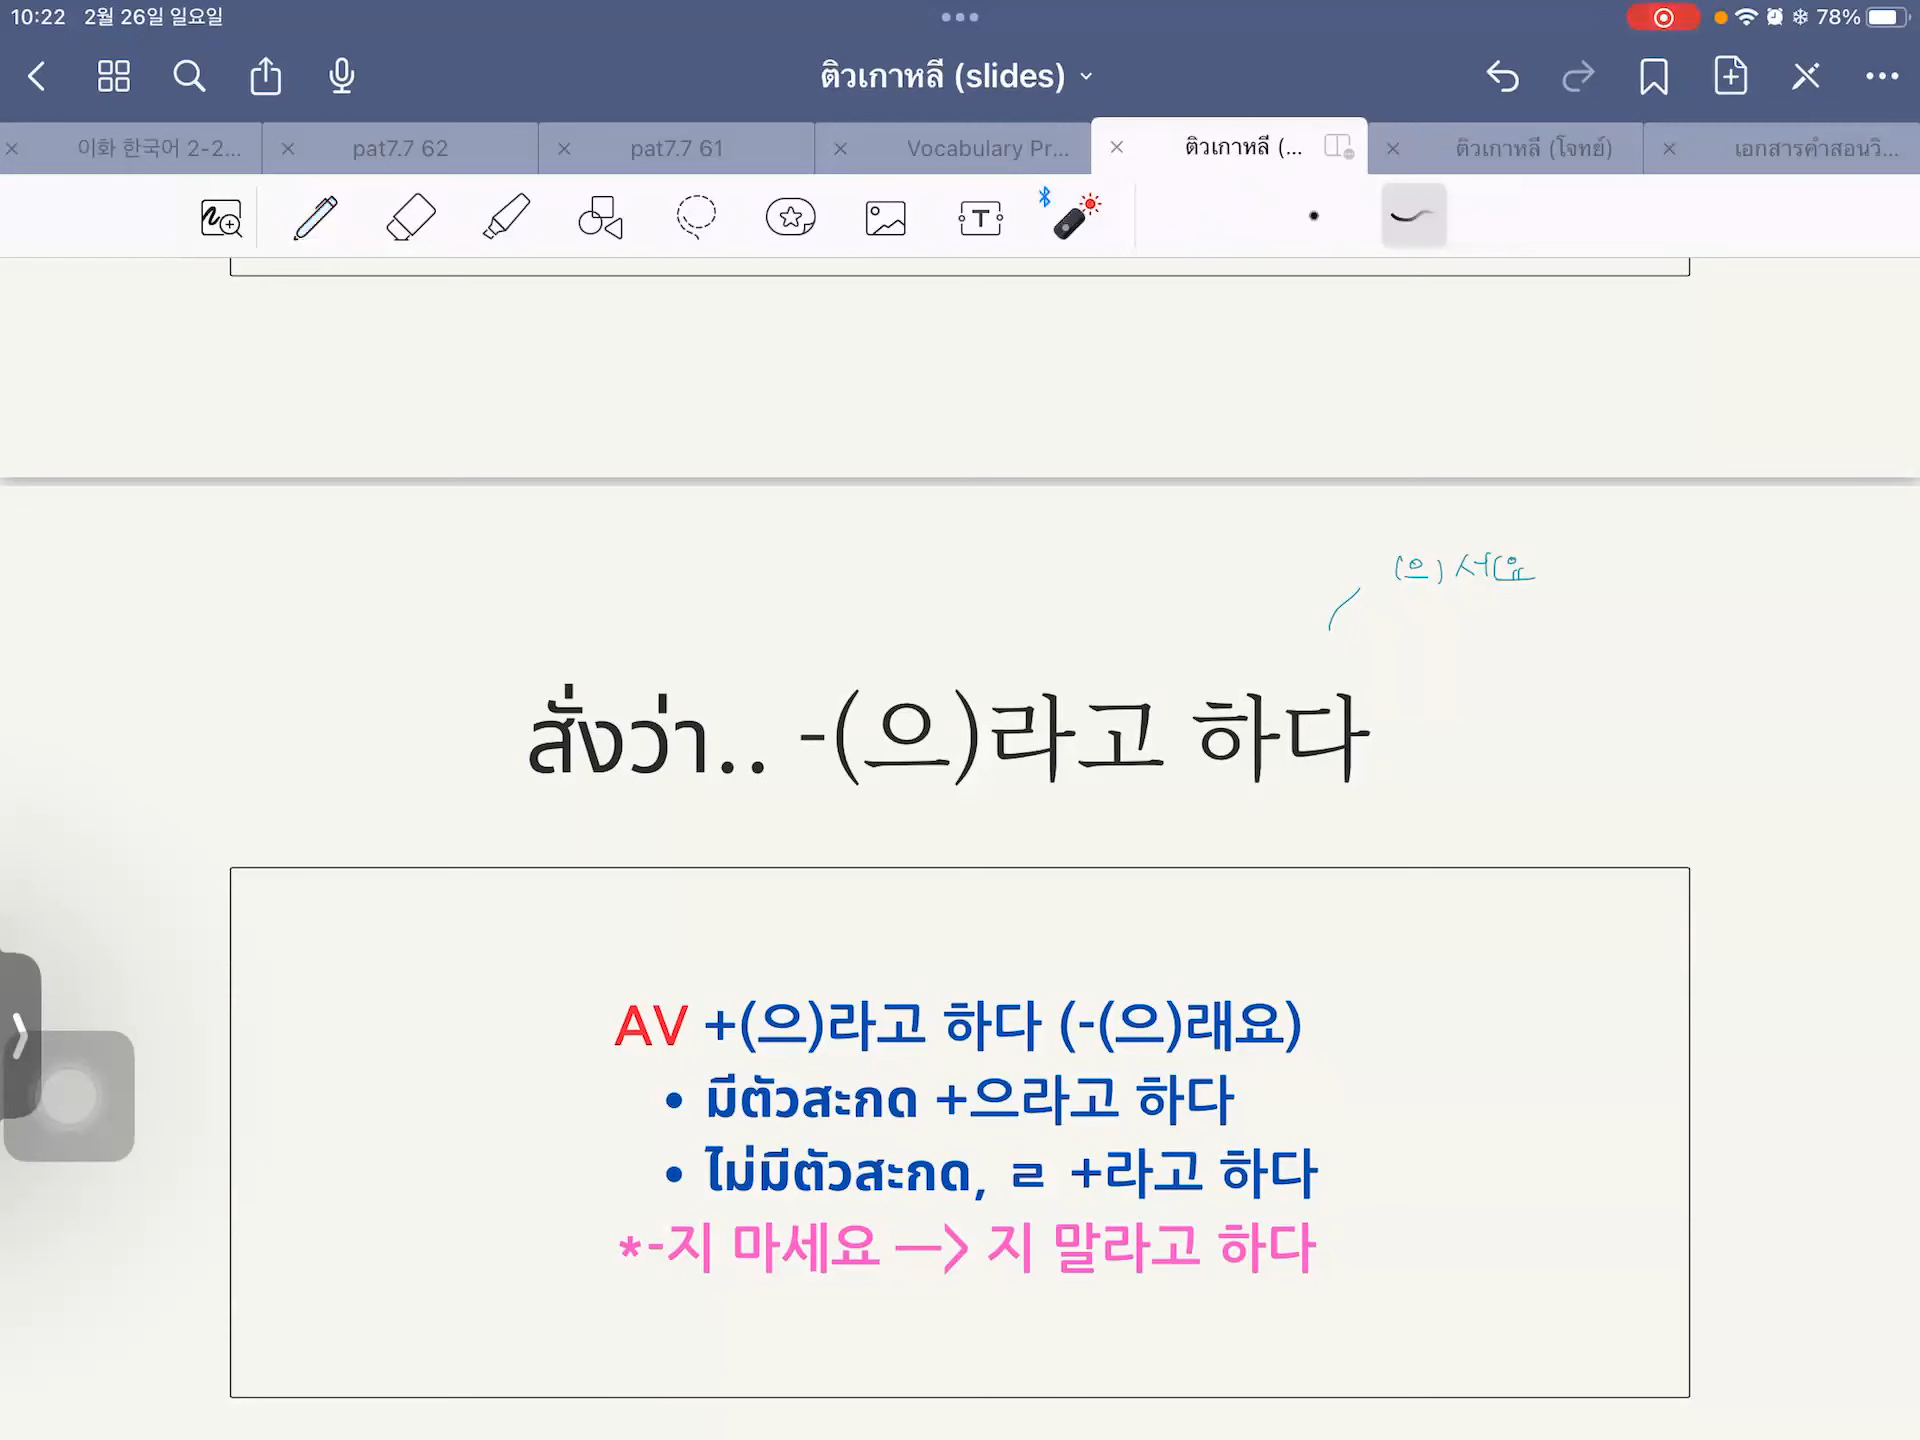 10:22 2월 26일 일요일 78%
ติวเกาหลี (slides)
이화 한국어 2-2... pat7.7 62 pat7.7 61 Vocabulary Pr... ติวเกาหลี (... ติวเกาหลี (โจทย์) เอกสารคำสอนวิ...
(으)
สั่งว่า.. -(으)라고 하다
AV +(으)라고 하다 (-(으)래요)
• มีตัวสะกด +으라고 하다
• ไม่มีตัวสะกด, ㄹ +라고 하다
*-지 마세요 —> 지 말라고 하다